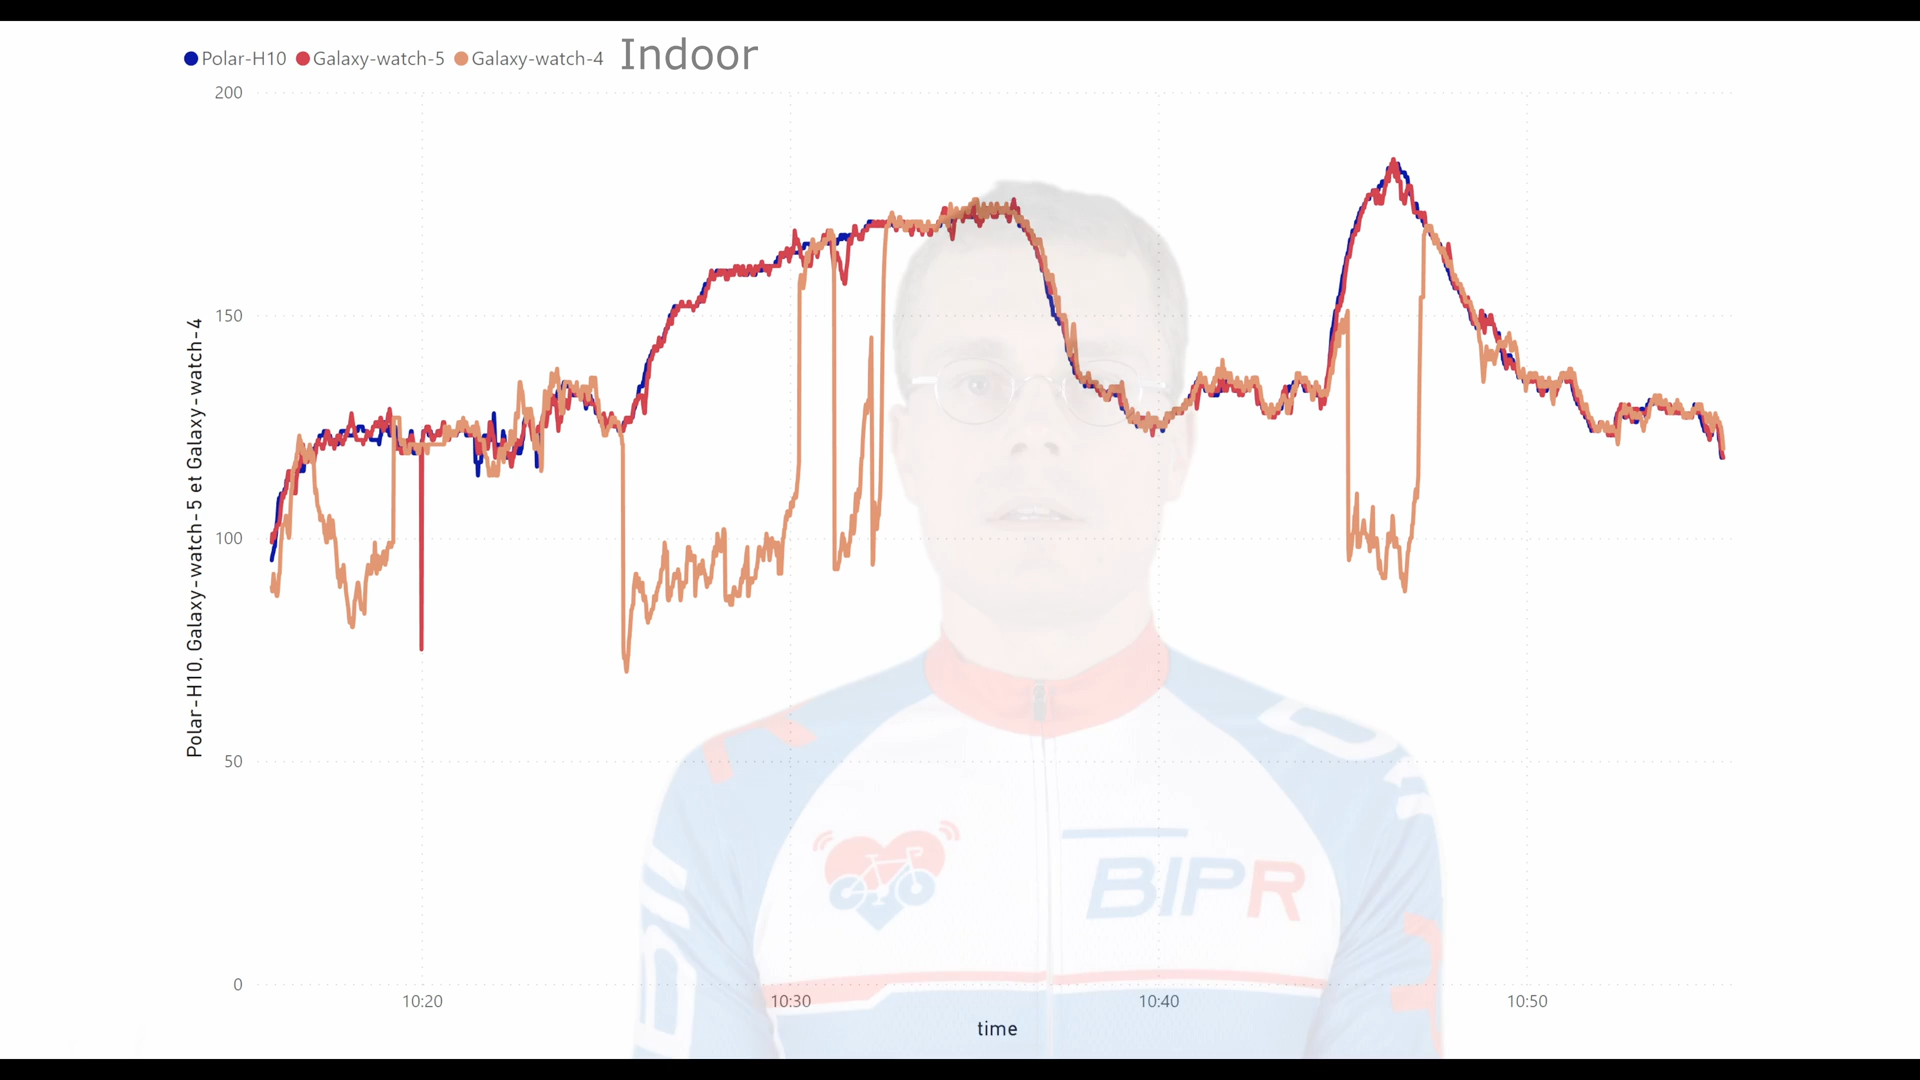 Polar-H10 Galaxy-watch-5 Galaxy-watch-4 Indoor
200
150
100
50
0
Polar-H10, Galaxy-watch-5 et Galaxy-watch-4
10:20 10:30 10:40 10:50
time
BIPR